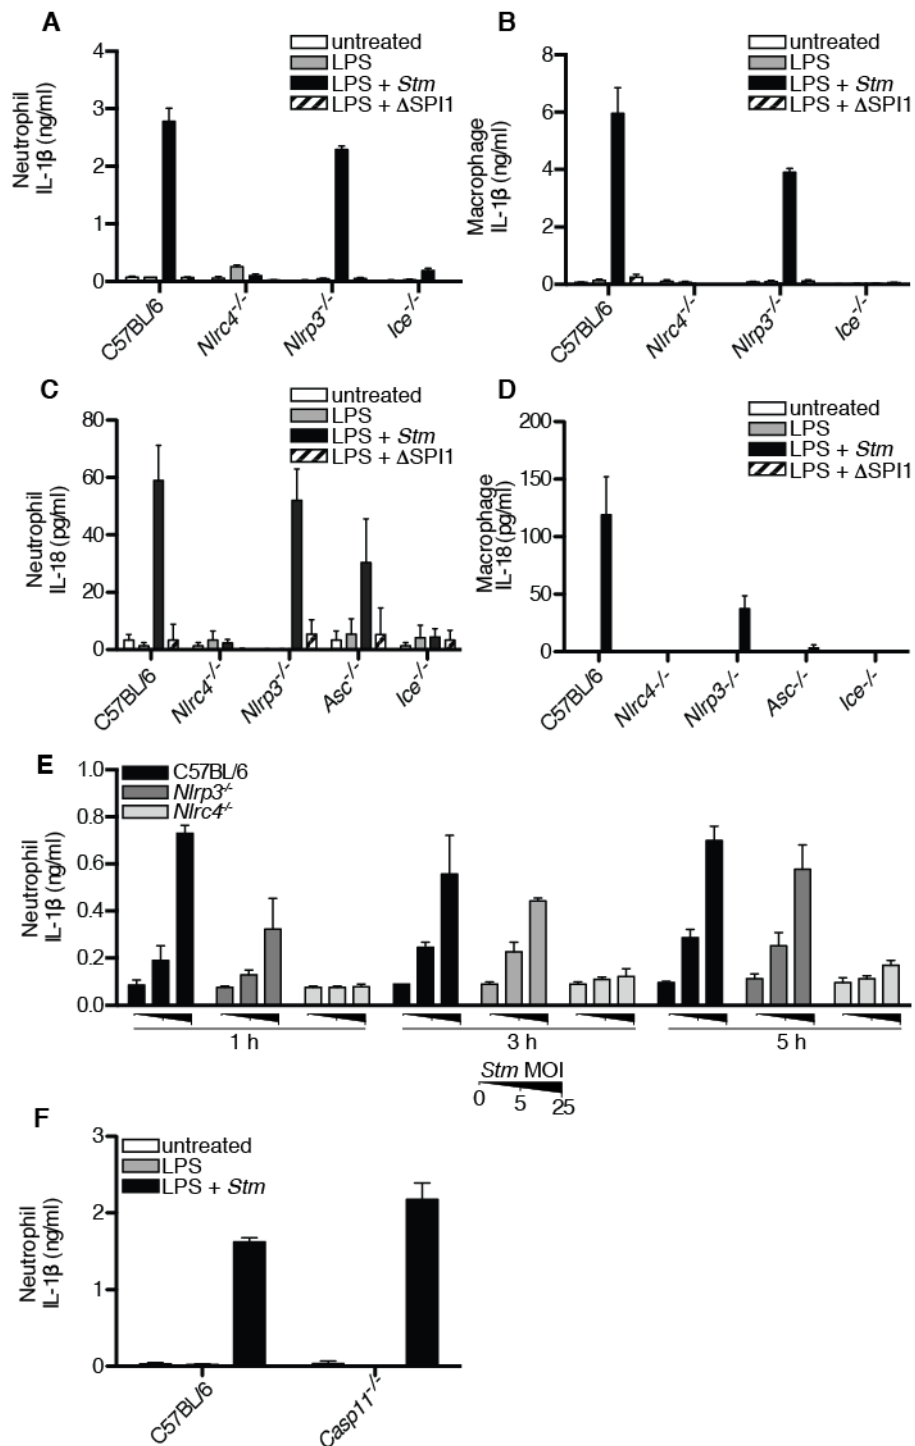 A
Neutrophil
IL-1β (ng/ml)
4
3
2
1
0
untreated
LPS
LPS + Stm
LPS + ΔSPI1
C57BL/6
Nlrc4-/-
Nlrp3-/-
Ice-/-
B
Macrophage
IL-1β (ng/ml)
8
6
4
2
0
untreated
LPS
LPS + Stm
LPS + ΔSPI1
C57BL/6
Nlrc4-/-
Nlrp3-/-
Ice-/-
C
Neutrophil
IL-18 (pg/ml)
80
60
40
20
0
untreated
LPS
LPS + Stm
LPS + ΔSPI1
C57BL/6
Nlrc4-/-
Nlrp3-/-
Asc-/-
Ice-/-
D
Macrophage
IL-18 (pg/ml)
200
150
100
50
0
untreated
LPS
LPS + Stm
LPS + ΔSPI1
C57BL/6
Nlrc4-/-
Nlrp3-/-
Asc-/-
Ice-/-
E
Neutrophil
IL-1β (ng/ml)
1.0
0.8
0.6
0.4
0.2
0.0
C57BL/6
Nlrp3-/-
Nlrc4-/-
1 h
3 h
5 h
Stm MOI
0 5 25
F
Neutrophil
IL-1β (ng/ml)
3
2
1
0
untreated
LPS
LPS + Stm
C57BL/6
Casp11-/-